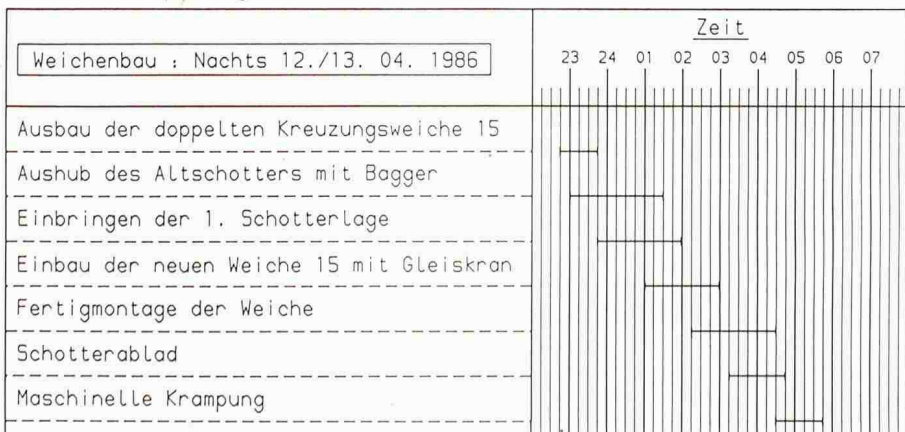 Zeit
Weichenbau : Nachts 12./13. 04. 1986
23 24 01 02 03 04 05 06 07
Ausbau der doppelten Kreuzungsweiche 15
Aushub des Altschotters mit Bagger
Einbringen der 1. Schotterlage
Einbau der neuen Weiche 15 mit Gleiskran
Fertigmontage der Weiche
Schotterablad
Maschinelle Krampung